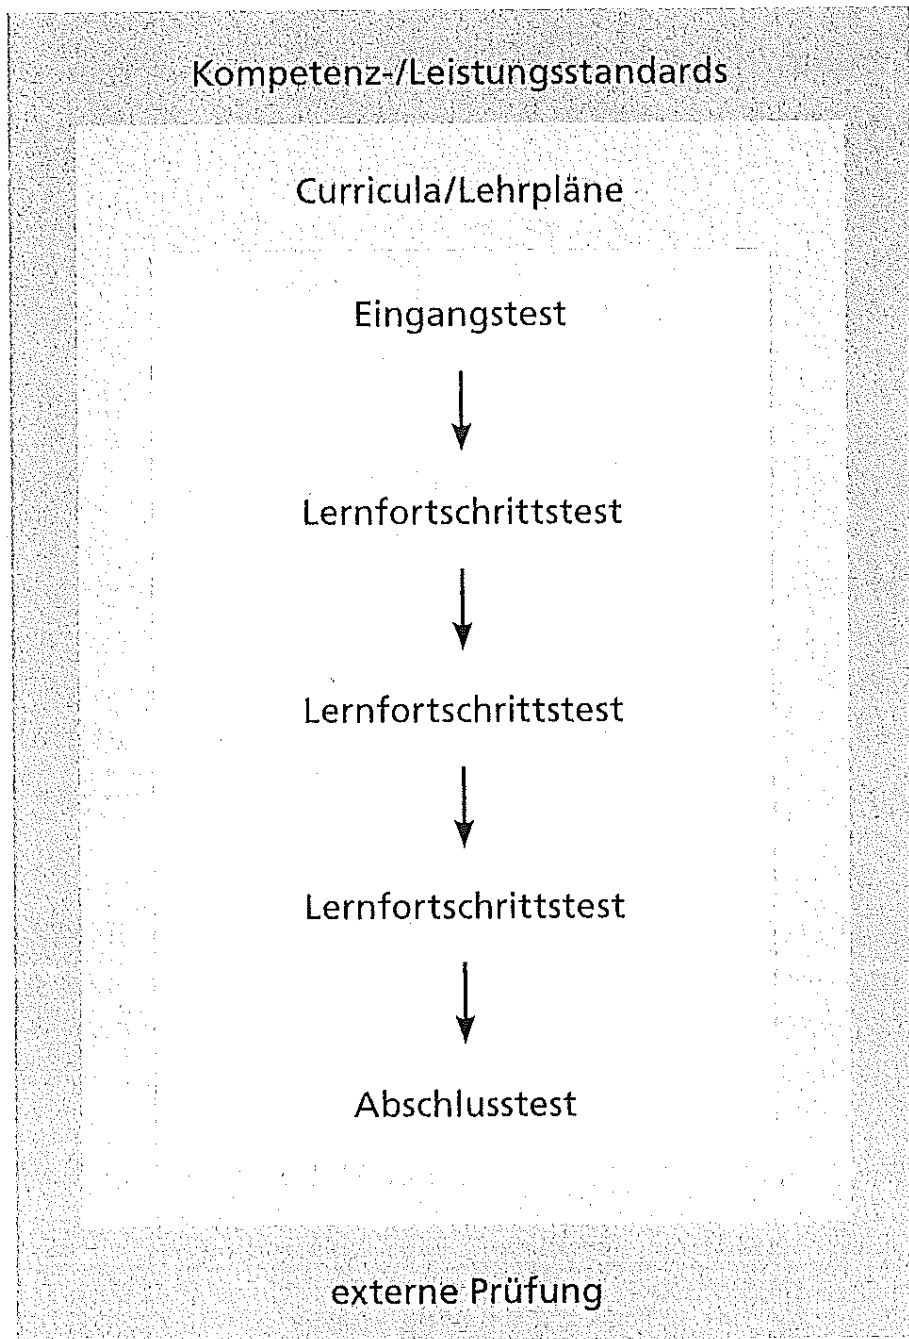 Kompetenz-/Leistungsstandards
Curricula/Lehrpläne
Eingangstest
Lernfortschrittstest
Lernfortschrittstest
Lernfortschrittstest
Abschlusstest
externe Prüfung